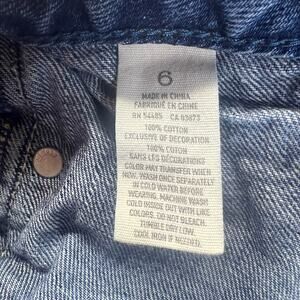 6
MADE IN CHINA
FABRIQUÉ EN CHINE
RN 54485 CA 03873
100% COTTON
EXCLUSIVE OF DECORATION
100% COTON
SANS LES DÉCORATIONS
COLOR MAY TRANSFER WHEN
NEW. WASH ONCE SEPARATELY
IN COLD WATER BEFORE
WEARING. MACHINE WASH
COLD INSIDE OUT WITH LIKE
COLORS. DO NOT BLEACH.
TUMBLE DRY LOW.
COOL IRON IF NEEDED.